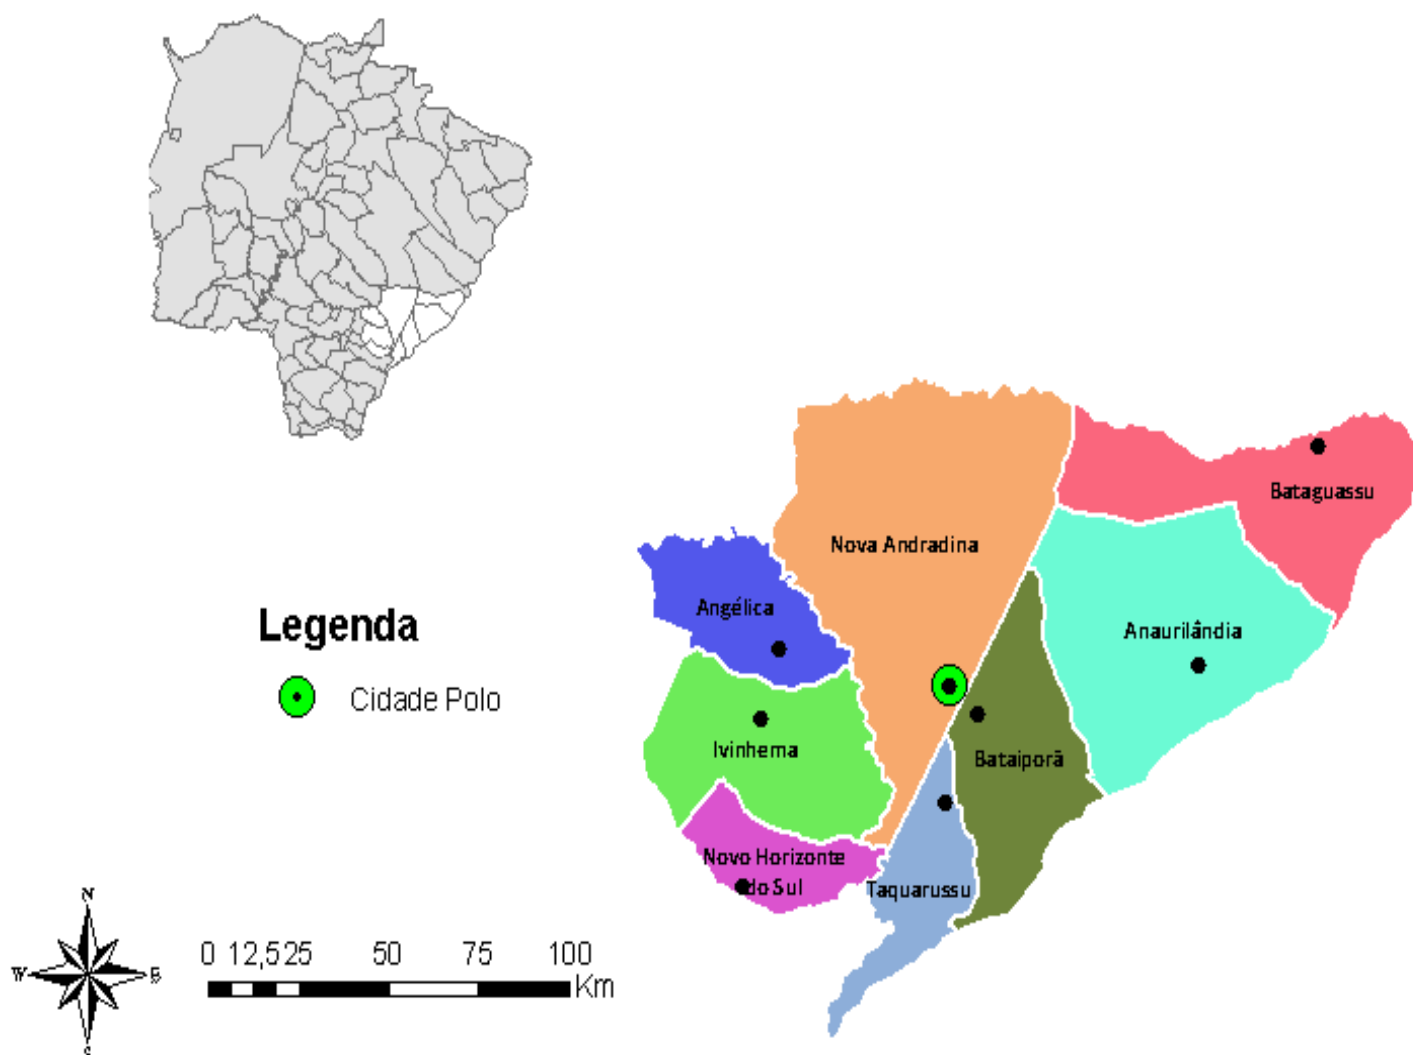 Bataguassu
Nova Andradina
Angélica
Anaurilândia
Legenda
Cidade Polo
Ivinhema
Bataiporã
Novo Horizonte
do Sul
Taquarussu
N
W
E
S
0 12,5 25 50 75 100
Km